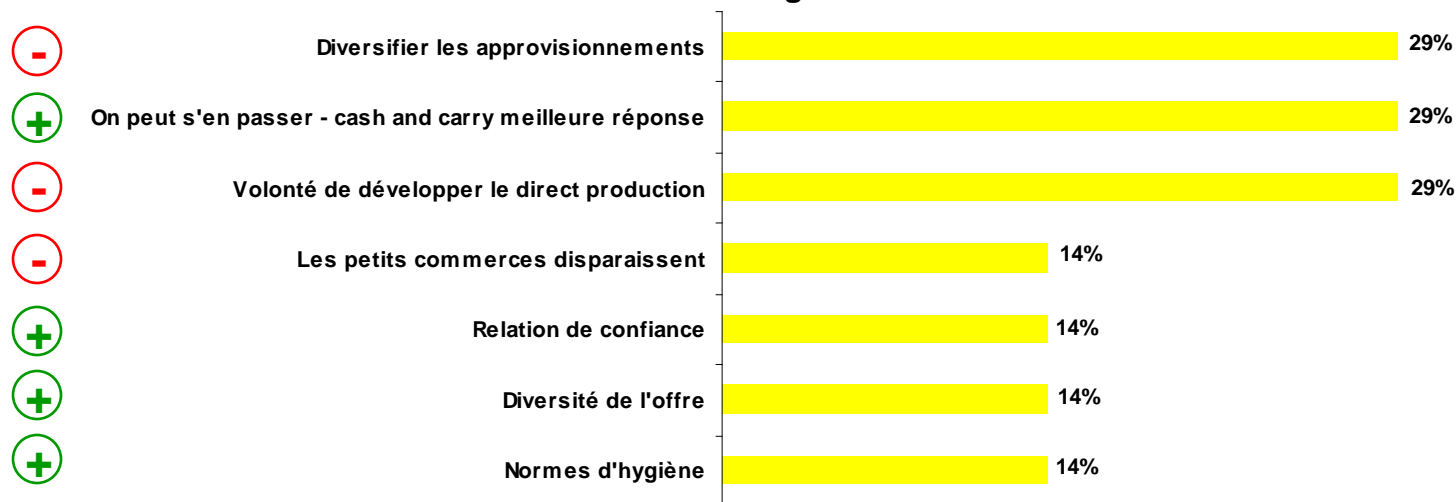 - Diversifier les approvisionnements 29%
+ On peut s'en passer - cash and carry meilleure réponse 29%
- Volonté de développer le direct production 29%
- Les petits commerces disparaissent 14%
+ Relation de confiance 14%
+ Diversité de l'offre 14%
+ Normes d'hygiène 14%